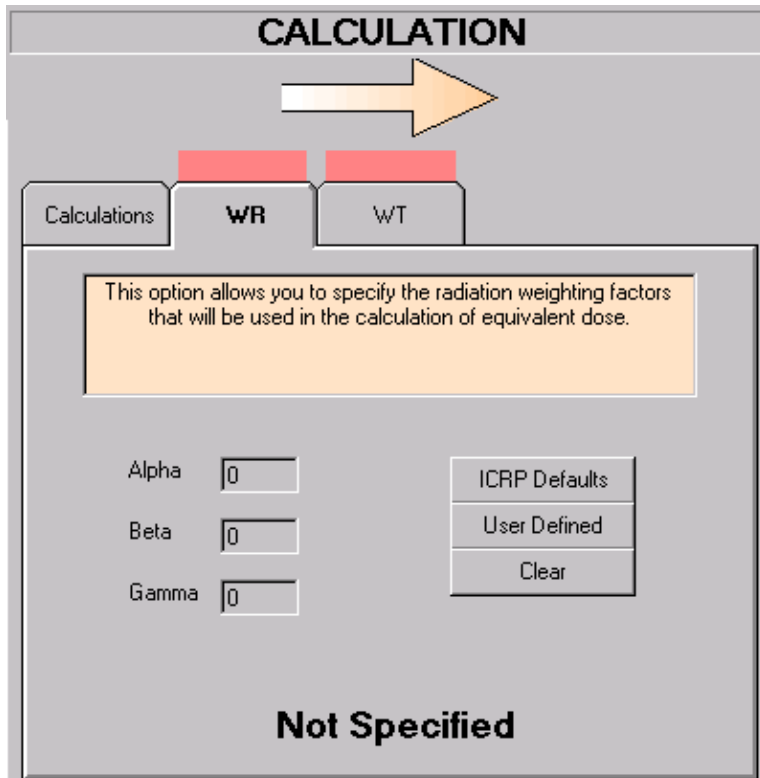 CALCULATION
Calculations
WR
WT
This option allows you to specify the radiation weighting factors
that will be used in the calculation of equivalent dose.
Alpha 0
ICRP Defaults
Beta 0
User Defined
Clear
Gamma 0
Not Specified